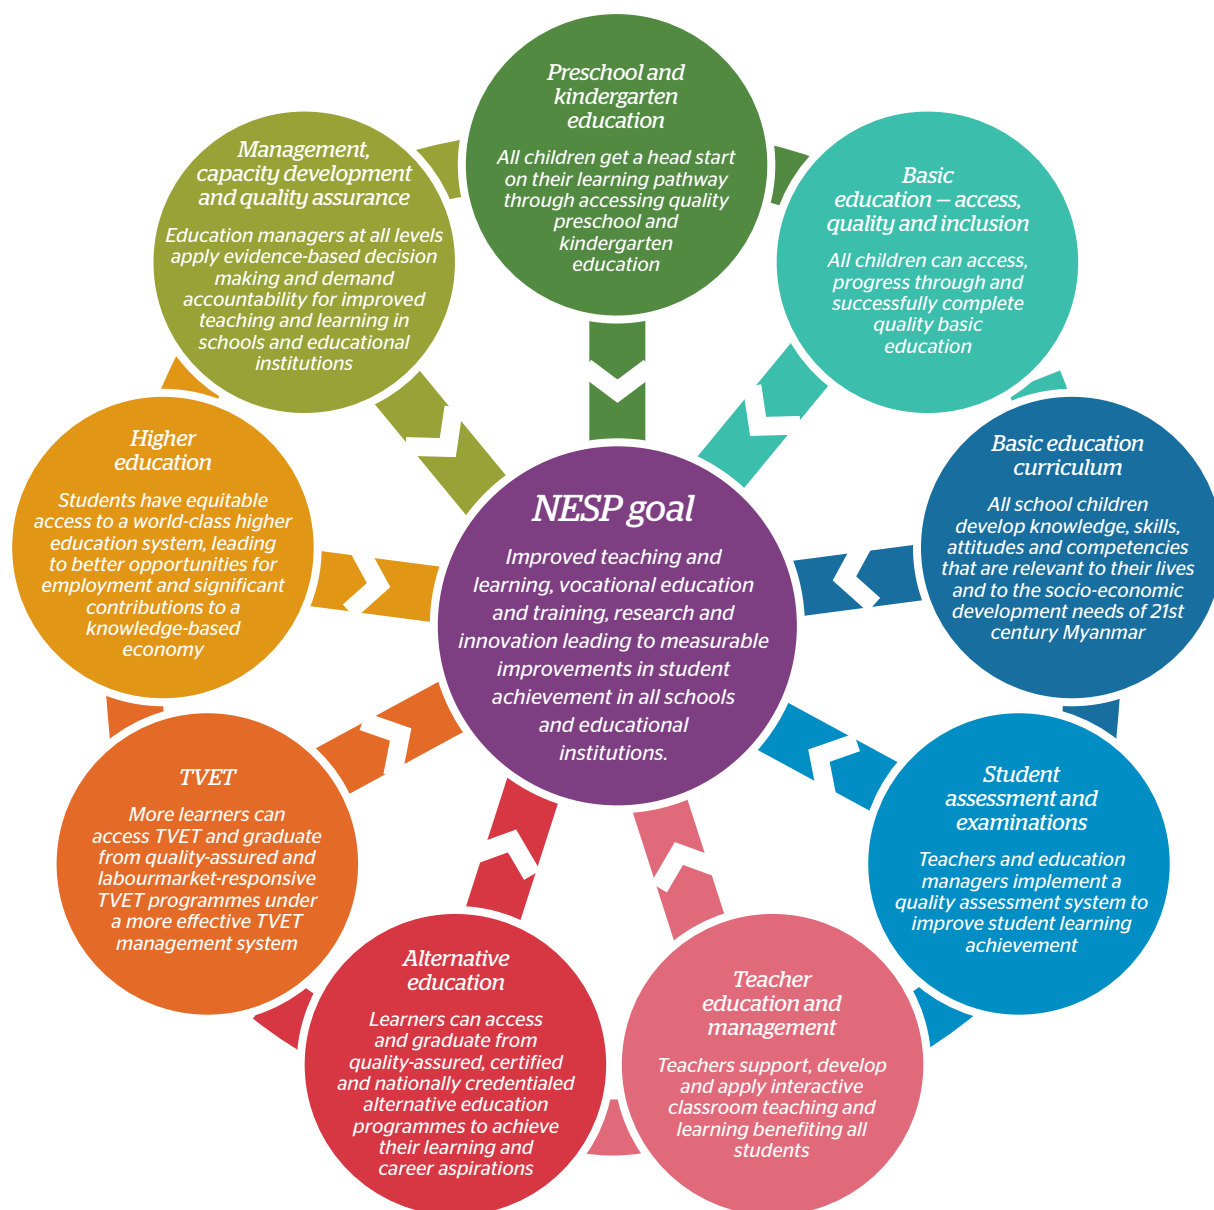 Preschool and
kindergarten
education
All children get a head start
on their learning pathway
through accessing quality
preschool and
kindergarten
education
Basic
education – access,
quality and inclusion
All children can access,
progress through and
successfully complete
quality basic
education
Basic education
curriculum
All school children
develop knowledge, skills,
attitudes and competencies
that are relevant to their lives
and to the socio-economic
development needs of 21st
century Myanmar
Student
assessment and
examinations
Teachers and education
managers implement a
quality assessment system to
improve student learning
achievement
Teacher
education and
management
Teachers support, develop
and apply interactive
classroom teaching and
learning benefiting all
students
Alternative
education
Learners can access
and graduate from
quality-assured, certified
and nationally credentialed
alternative education
programmes to achieve
their learning and
career aspirations
TVET
More learners can
access TVET and graduate
from quality-assured and
labourmarket-responsive
TVET programmes under
a more effective TVET
management system
Higher
education
Students have equitable
access to a world-class higher
education system, leading
to better opportunities for
employment and significant
contributions to a
knowledge-based
economy
Management,
capacity development
and quality assurance
Education managers at all levels
apply evidence-based decision
making and demand
accountability for improved
teaching and learning in
schools and educational
institutions
NESP goal
Improved teaching and
learning, vocational education
and training, research and
innovation leading to measurable
improvements in student
achievement in all schools
and educational
institutions.